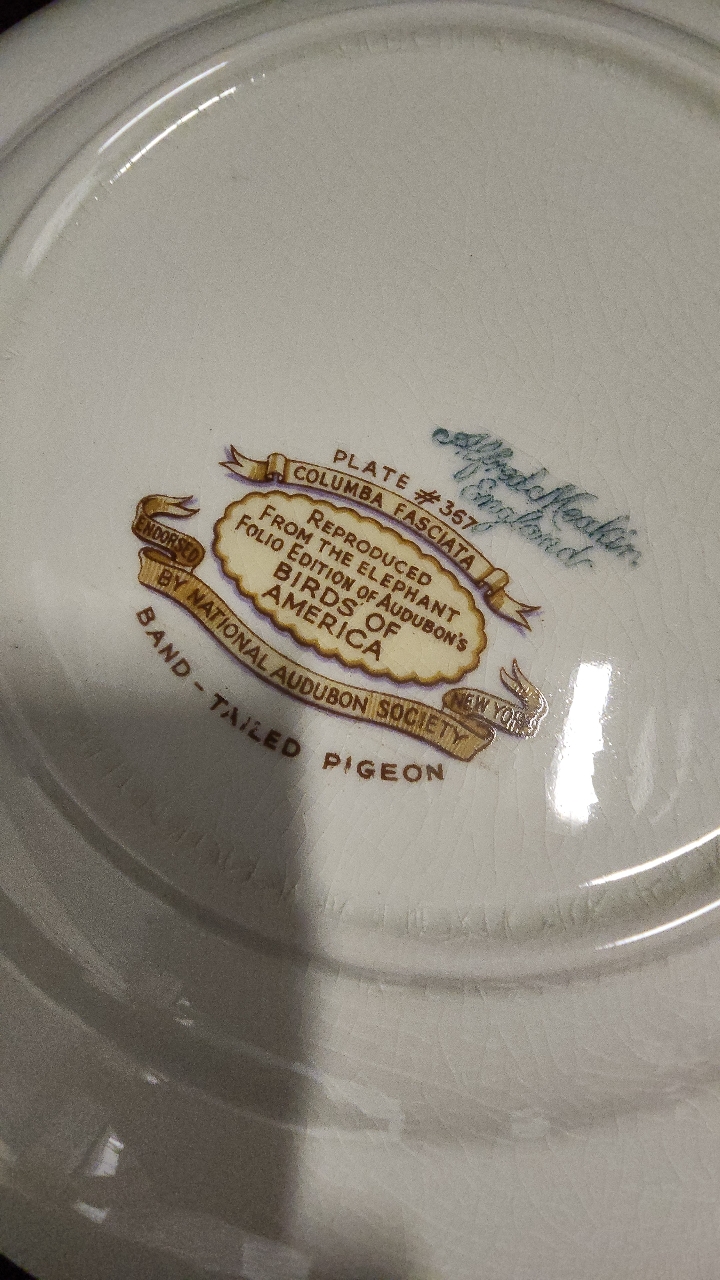 Alfred Meakin
England
PLATE #367
COLUMBA FASCIATA
REPRODUCED
FROM THE ELEPHANT
FOLIO EDITION OF AUDUBON'S
BIRDS OF
AMERICA
ENDORSED
BY NATIONAL AUDUBON SOCIETY
NEW YORK
BAND-TAILED PIGEON